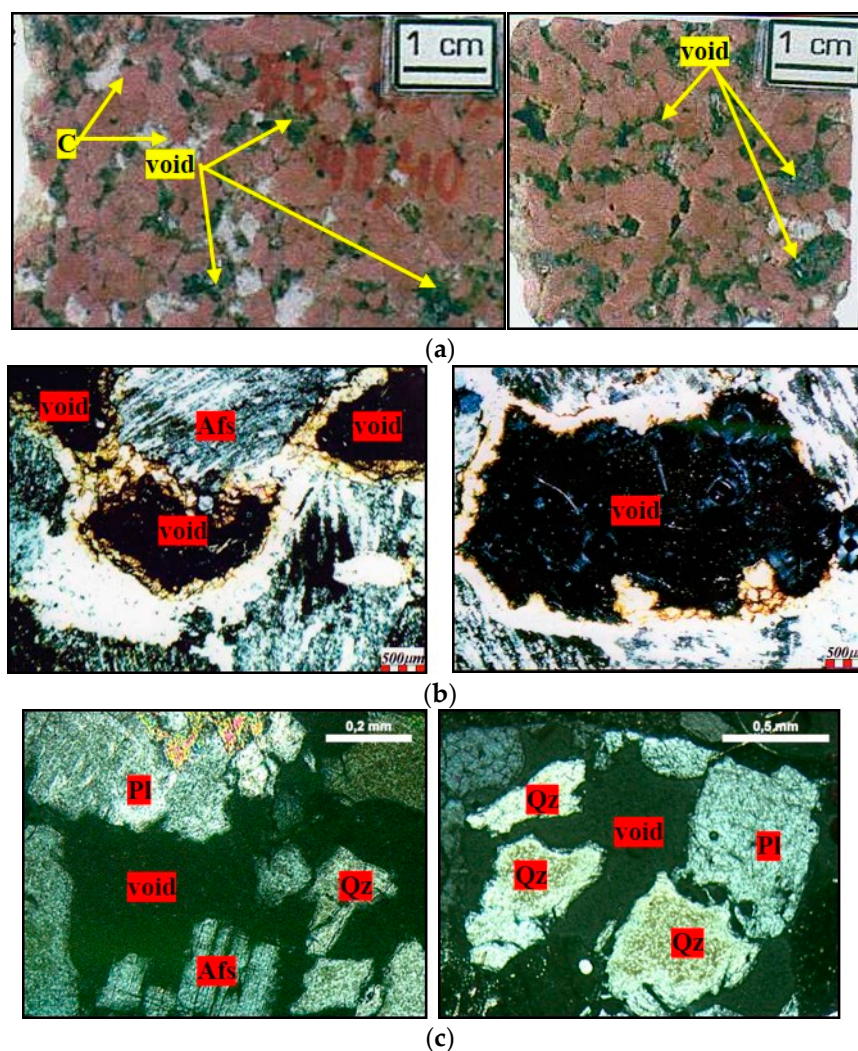 1 cm
C
void
void
1 cm
(a)
void
Afs
void
void
500μm
void
500μm
(b)
0,2 mm
Pl
void
Qz
Afs
0,5 mm
Qz
void
Pl
Qz
Qz
(c)